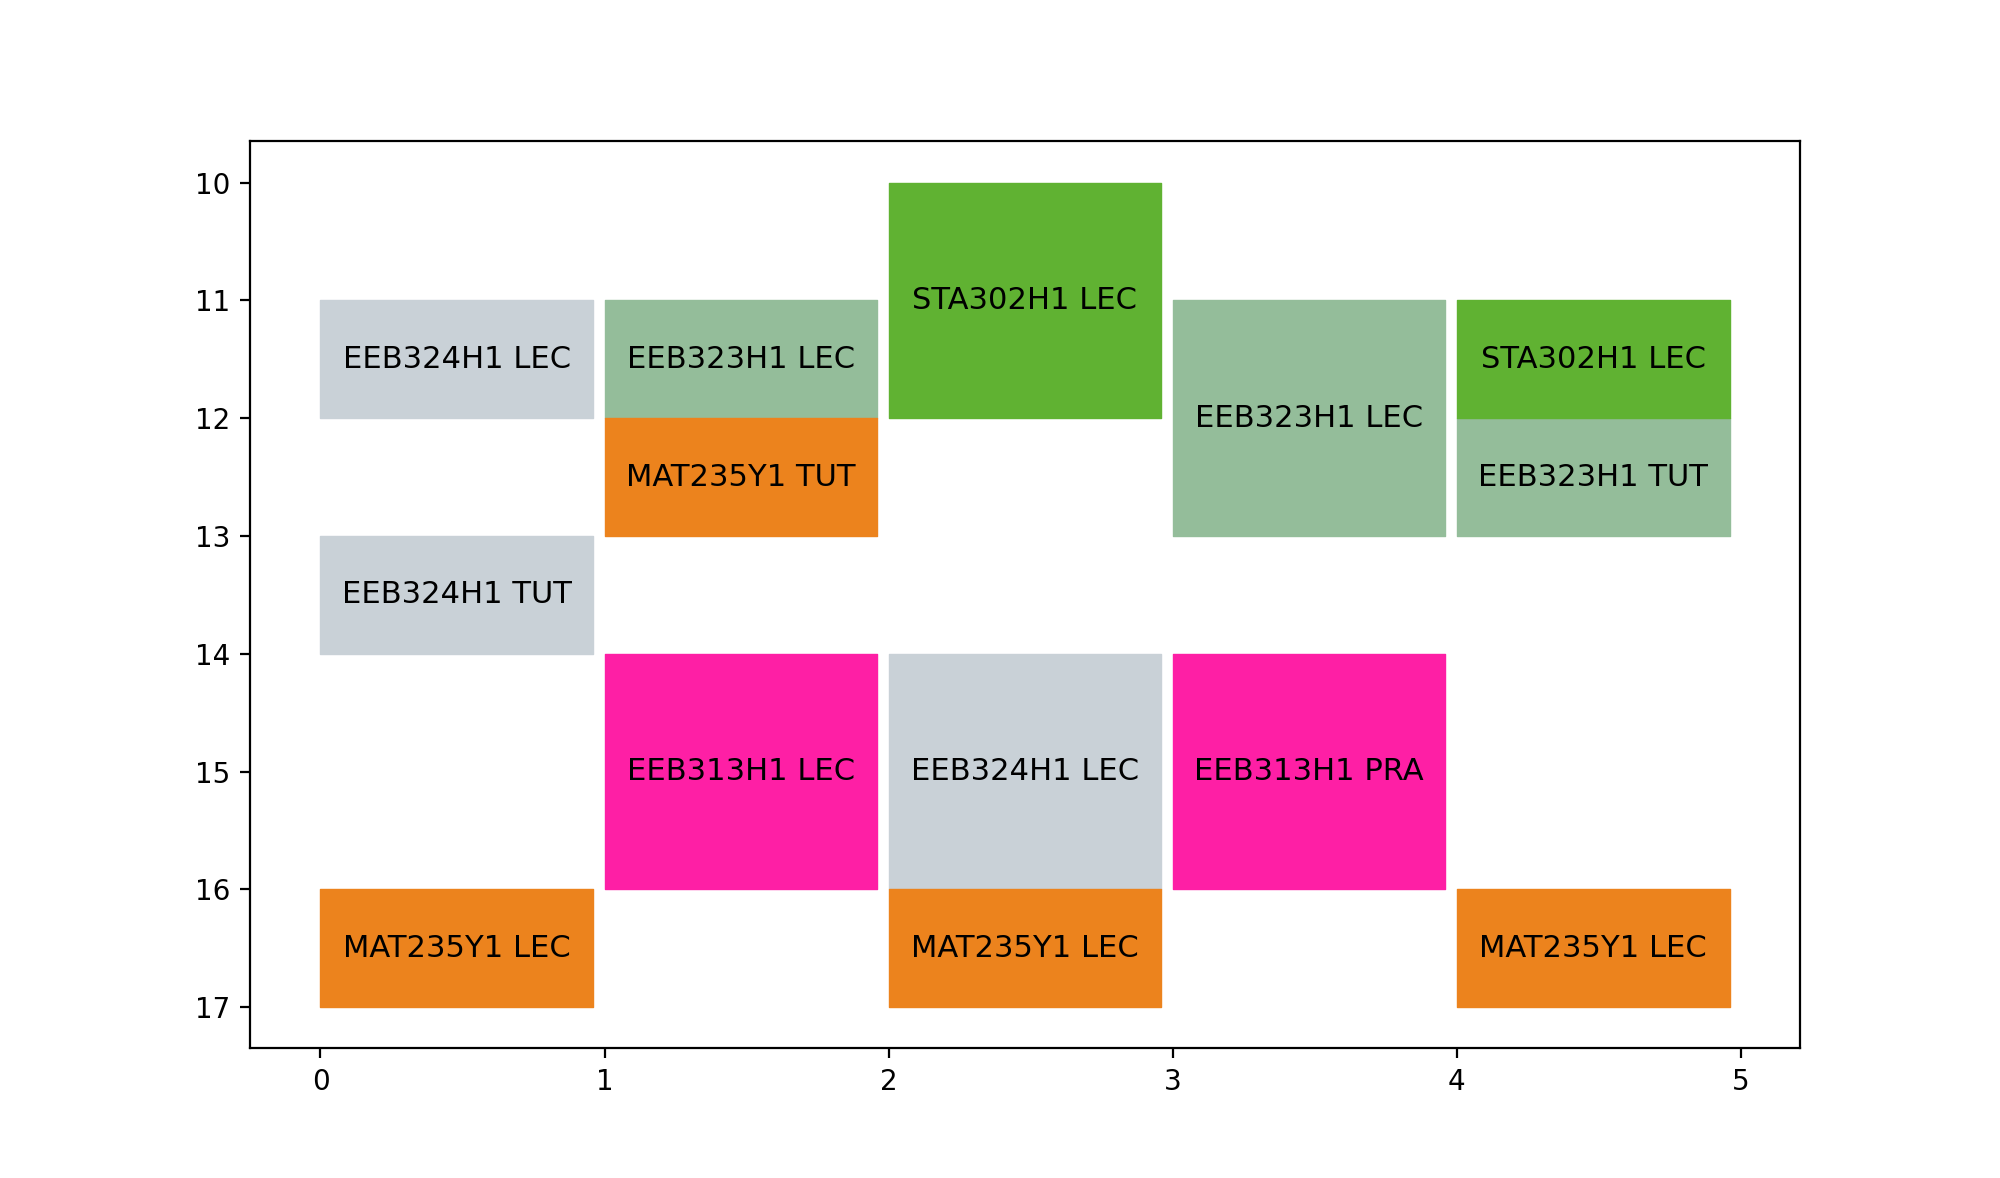 10
11
12
13
14
15
16
17
STA302H1 LEC
EEB324H1 LEC
EEB323H1 LEC
STA302H1 LEC
EEB323H1 LEC
MAT235Y1 TUT
EEB323H1 TUT
EEB324H1 TUT
EEB313H1 LEC
EEB324H1 LEC
EEB313H1 PRA
MAT235Y1 LEC
MAT235Y1 LEC
MAT235Y1 LEC
0 1 2 3 4 5